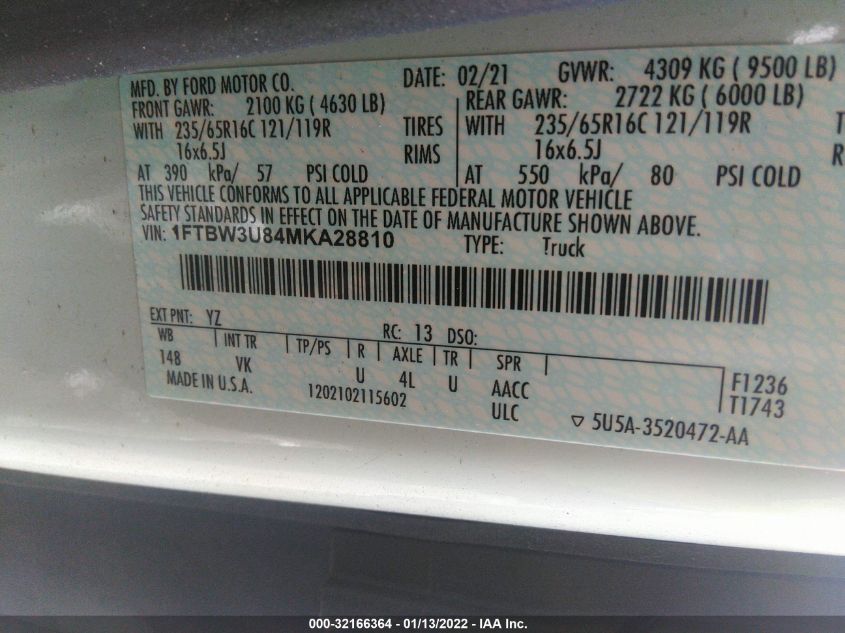 MFD. BY FORD MOTOR CO. DATE: 02/21 GVWR: 4309 KG ( 9500 LB)
FRONT GAWR: 2100 KG ( 4630 LB) REAR GAWR: 2722 KG ( 6000 LB)
WITH 235/65R16C 121/119R TIRES WITH 235/65R16C 121/119R
16x6.5J RIMS 16x6.5J
AT 390 kPa/ 57 PSI COLD AT 550 kPa/ 80 PSI COLD
THIS VEHICLE CONFORMS TO ALL APPLICABLE FEDERAL MOTOR VEHICLE
SAFETY STANDARDS IN EFFECT ON THE DATE OF MANUFACTURE SHOWN ABOVE.
VIN: 1FTBW3U84MKA28810 TYPE: Truck
EXT PNT: YZ RC: 13 DSO:
WB INT TR TP/PS R AXLE TR SPR
148 VK U 4L U AACC F1236
MADE IN U.S.A. 1202102115602 ULC T1743
5U5A-3520472-AA
000-32166364 - 01/13/2022 - IAA Inc.